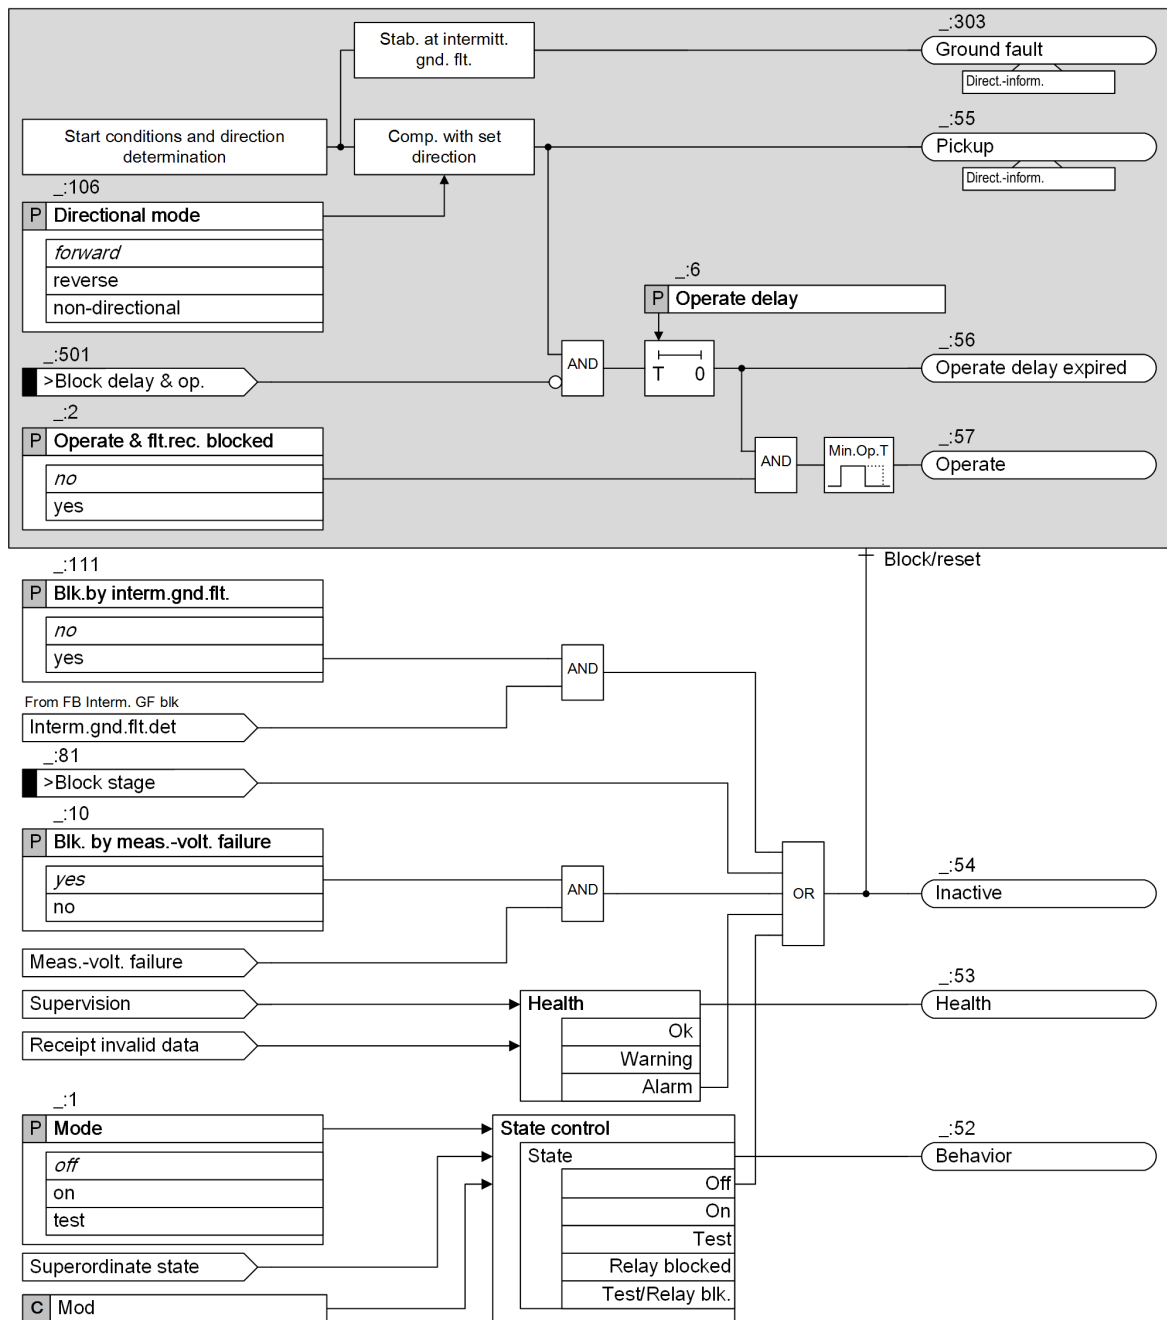 _:303
Stab. at intermitt.
gnd. flt.
Ground fault
Direct.-inform.
_:55
Start conditions and direction
determination
Comp. with set
direction
Pickup
Direct.-inform.
_:106
P Directional mode
forward
reverse
non-directional
_:6
P Operate delay
_:501
>Block delay & op.
AND
T 0
_:56
Operate delay expired
_:2
P Operate & flt.rec. blocked
no
yes
AND
Min.Op.T
_:57
Operate
Block/reset
_:111
P Blk.by interm.gnd.flt.
no
yes
AND
From FB Interm. GF blk
Interm.gnd.flt.det
_:81
>Block stage
_:10
P Blk. by meas.-volt. failure
yes
no
AND
OR
_:54
Inactive
Meas.-volt. failure
Supervision
Receipt invalid data
Health
Ok
Warning
Alarm
_:53
Health
_:1
P Mode
off
on
test
Superordinate state
C Mod
State control
State
Off
On
Test
Relay blocked
Test/Relay blk.
_:52
Behavior